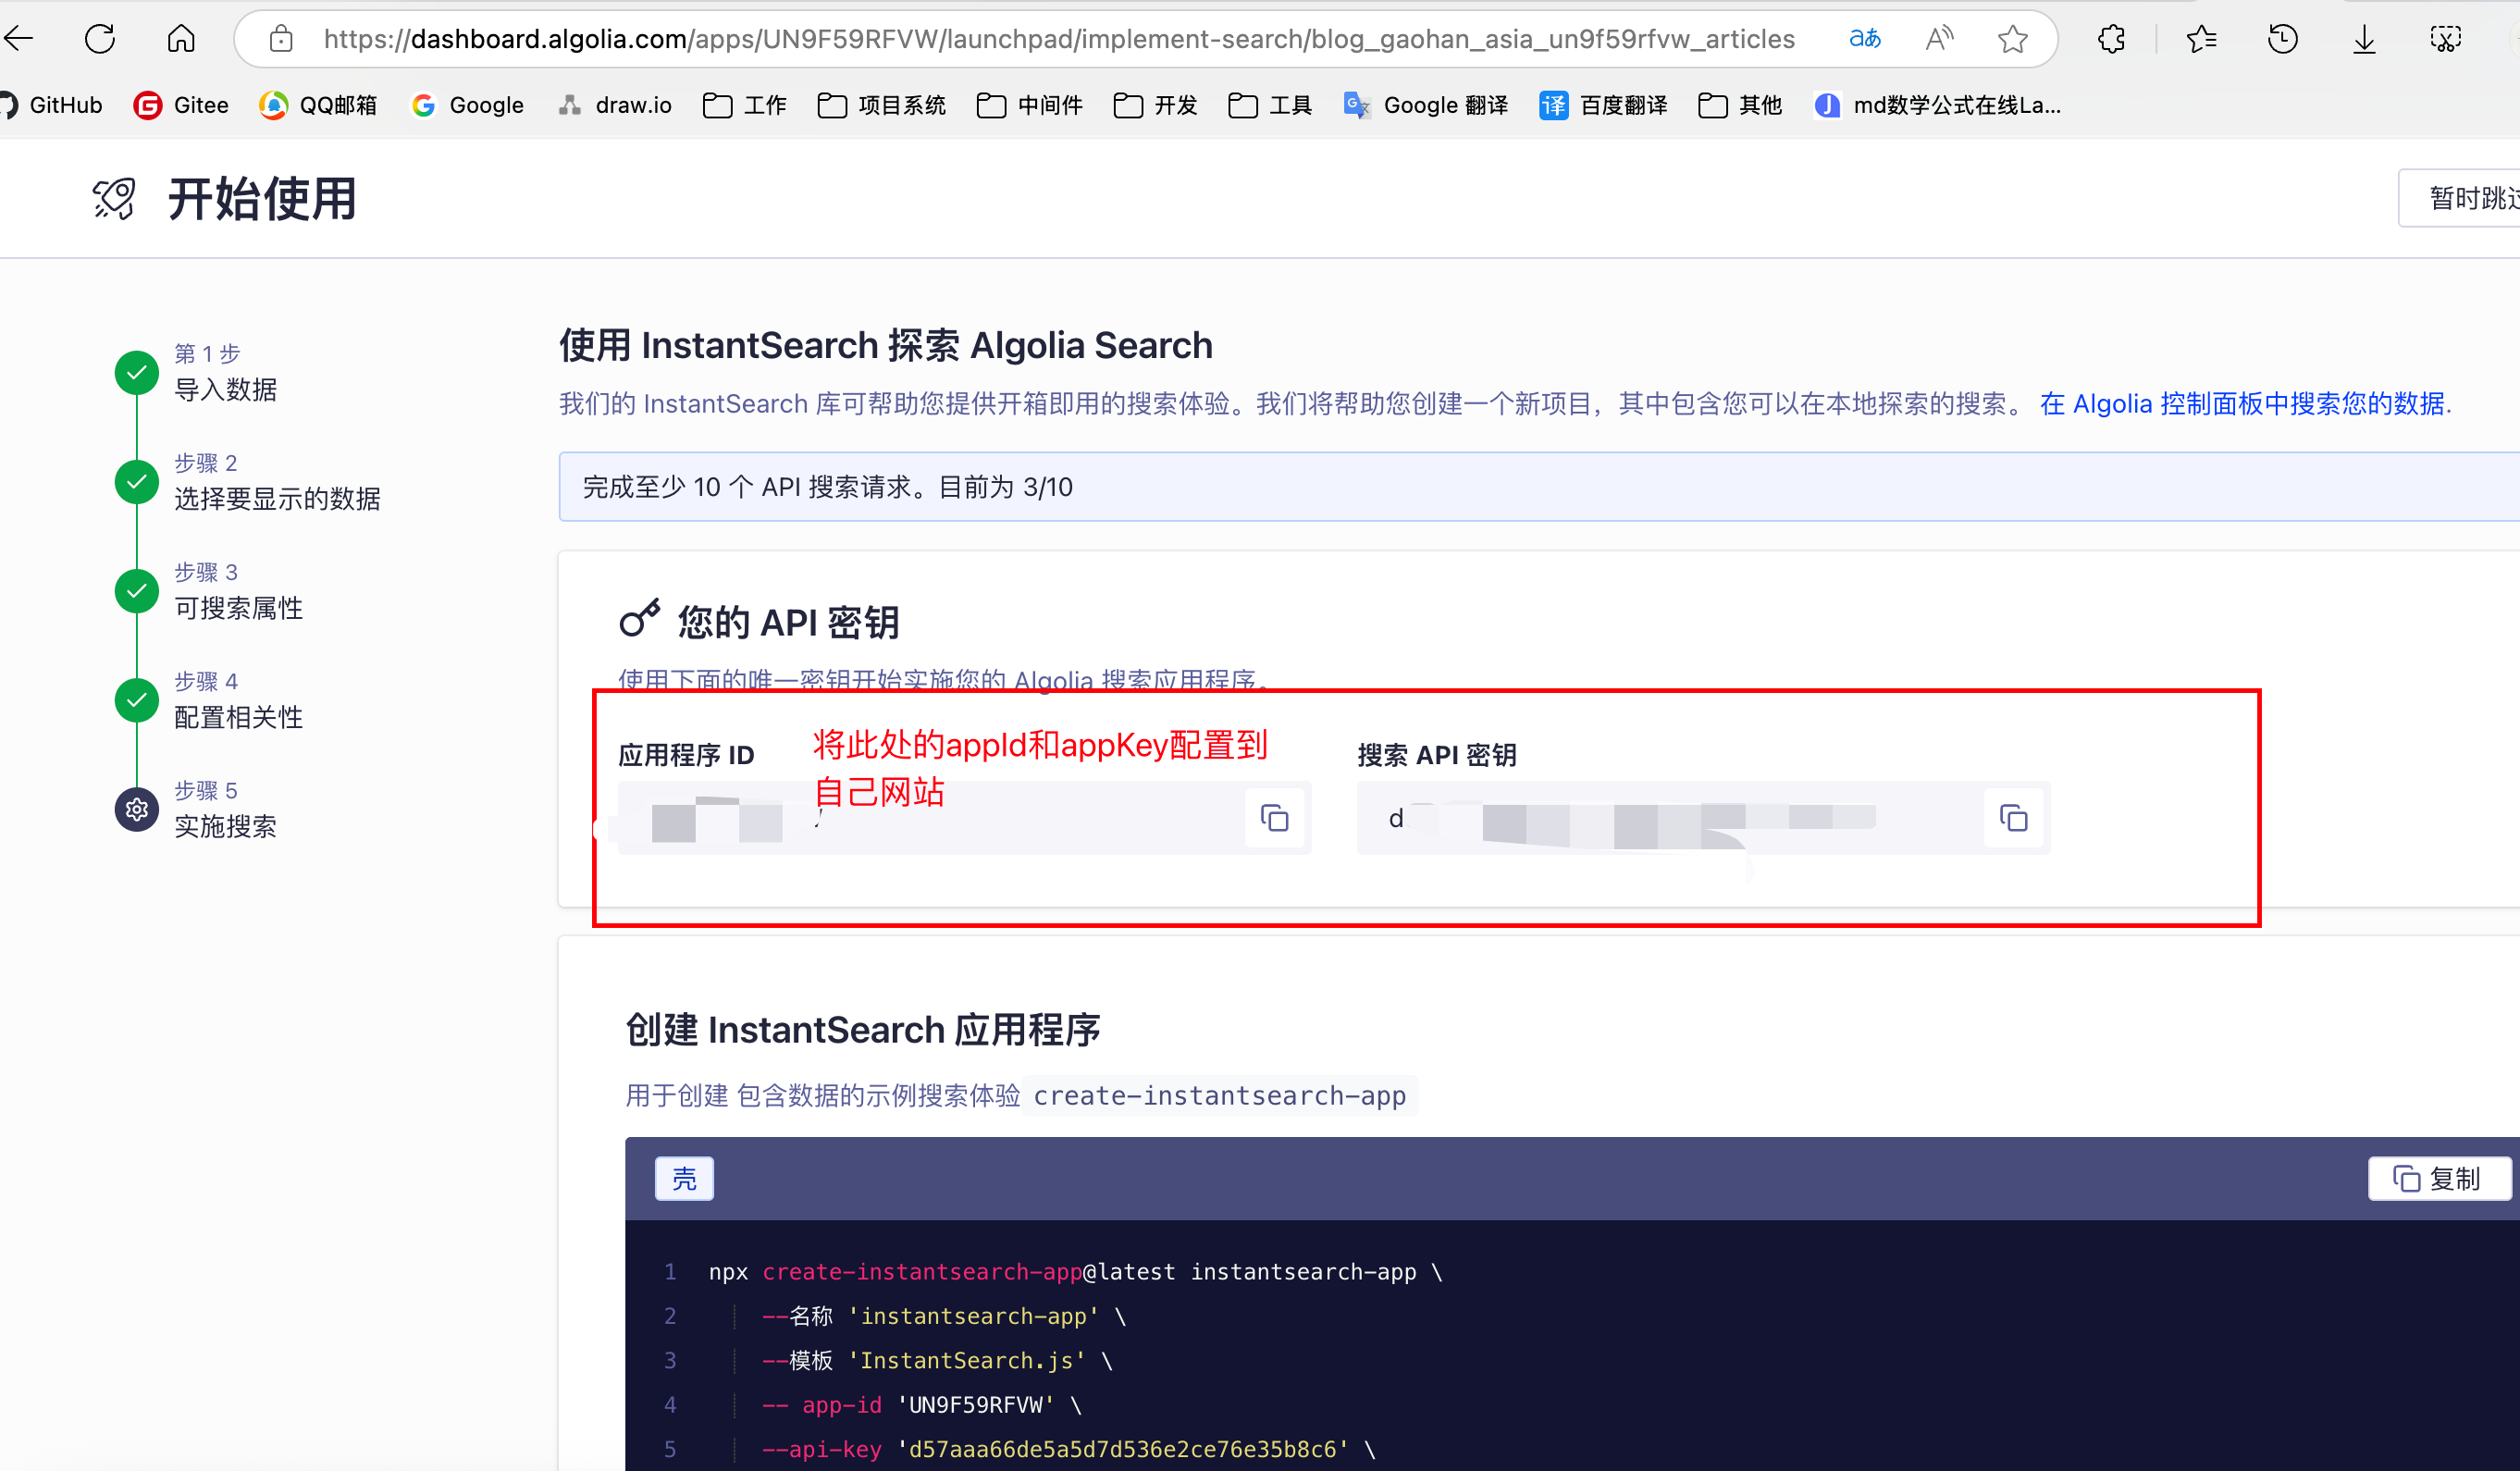 https://dashboard.algolia.com/apps/UN9F59RFVW/launchpad/implement-search/blog_gaohan_asia_un9f59rfvw_articles
GitHub Gitee QQ邮箱 Google draw.io 工作 项目系统 中间件 开发 工具 Google 翻译 百度翻译 其他 md数学公式在线La...
开始使用
暂时跳过
第 1 步
导入数据
步骤 2
选择要显示的数据
步骤 3
可搜索属性
步骤 4
配置相关性
步骤 5
实施搜索
使用 InstantSearch 探索 Algolia Search
我们的 InstantSearch 库可帮助您提供开箱即用的搜索体验。我们将帮助您创建一个新项目，其中包含您可以在本地探索的搜索。 在 Algolia 控制面板中搜索您的数据.
完成至少 10 个 API 搜索请求。目前为 3/10
您的 API 密钥
使用下面的唯一密钥开始实施您的 Algolia 搜索应用程序。
应用程序 ID
将此处的appId和appKey配置到
自己网站
搜索 API 密钥
d
创建 InstantSearch 应用程序
用于创建 包含数据的示例搜索体验 create-instantsearch-app
壳
复制
1 npx create-instantsearch-app@latest instantsearch-app \
2 --名称 'instantsearch-app' \
3 --模板 'InstantSearch.js' \
4 -- app-id 'UN9F59RFVW' \
5 --api-key 'd57aaa66de5a5d7d536e2ce76e35b8c6' \